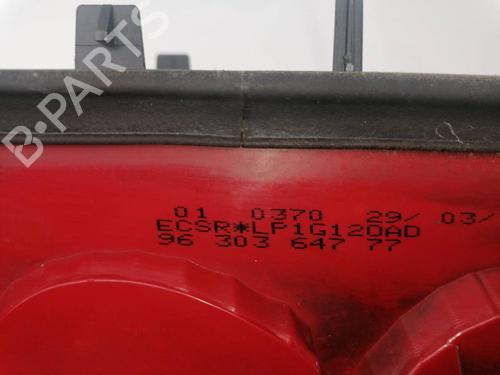 B-PARTS
01 0370 29/ 03/
ECSR*LP1G120AD
96 303 647 77